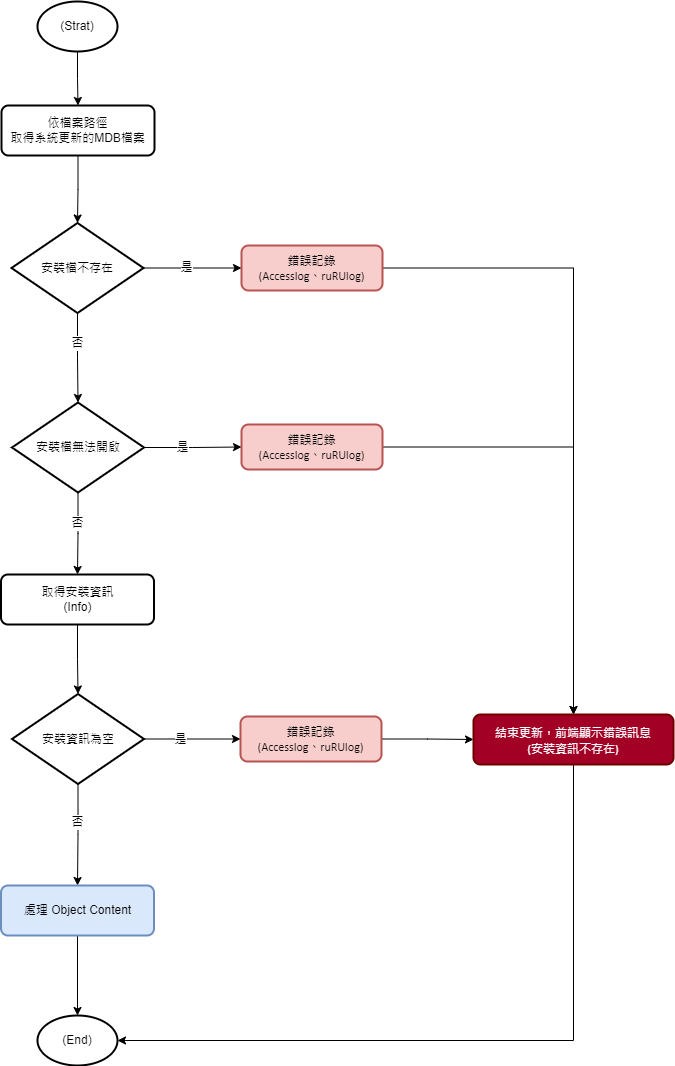 (Strat)
依檔案路徑
取得系統更新的MDB檔案
安裝檔不存在
是
錯誤記錄
(Accesslog、ruRUlog)
否
安裝檔無法開啟
是
錯誤記錄
(Accesslog、ruRUlog)
否
取得安裝資訊
(Info)
安裝資訊為空
是
錯誤記錄
(Accesslog、ruRUlog)
結束更新，前端顯示錯誤訊息
(安裝資訊不存在)
否
處理 Object Content
(End)